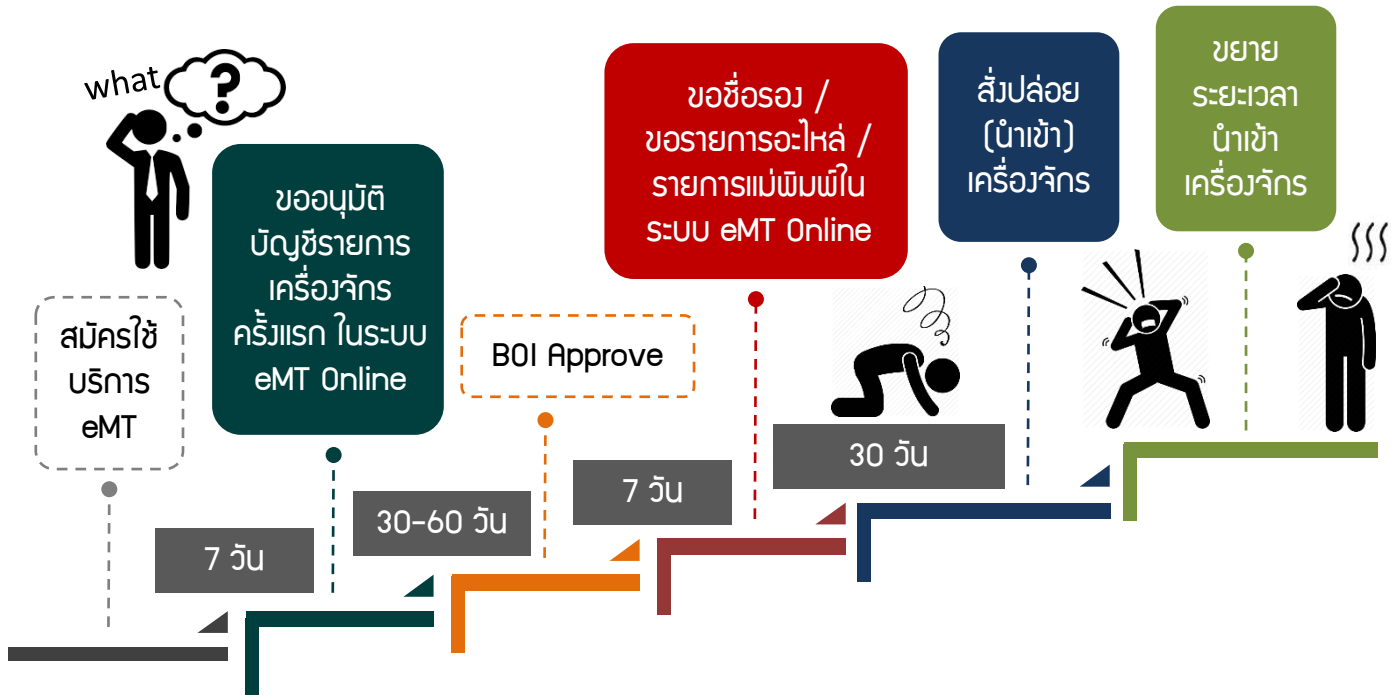 what
?
สมัครใช้
บริการ
eMT
7 วัน
ขออนุมัติ
บัญชีรายการ
เครื่องจักร
ครั้งแรก ในระบบ
eMT Online
30-60 วัน
BOI Approve
7 วัน
ขอชื่อรอง /
ขอรายการอะไหล่ /
รายการแม่พิมพ์ใน
ระบบ eMT Online
30 วัน
สั่งปล่อย
(นำเข้า)
เครื่องจักร
ขยาย
ระยะเวลา
นำเข้า
เครื่องจักร